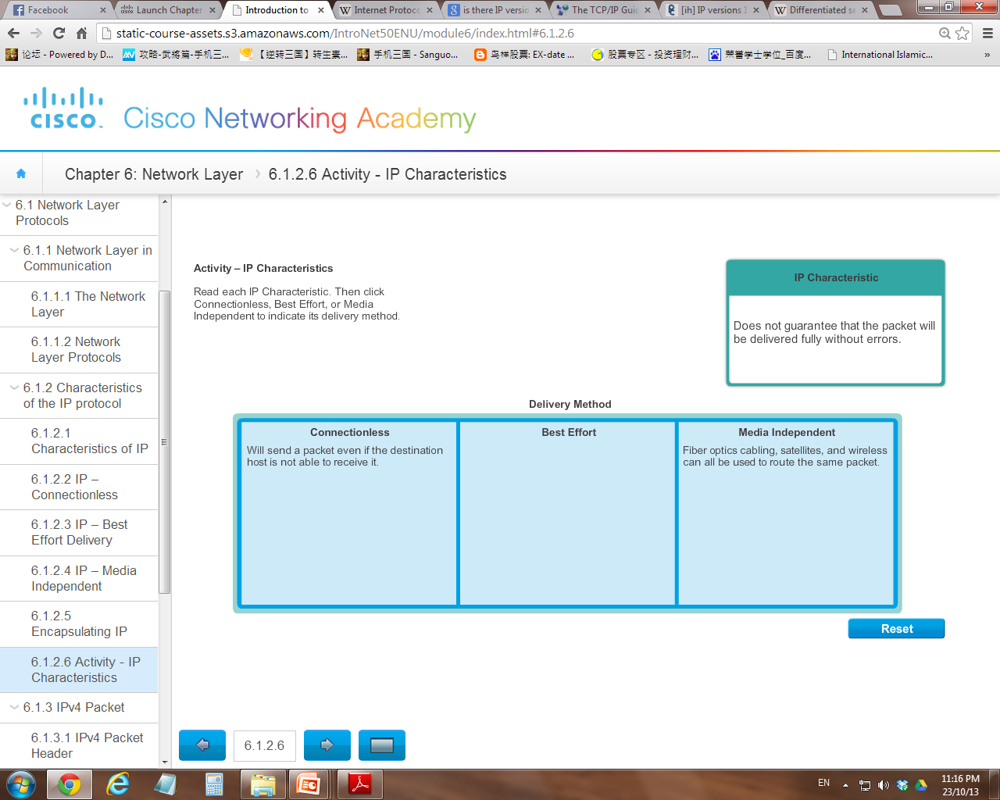 Facebook
Launch Chapter
Introduction to
Internet Protoco
is there IP versio
The TCP/IP Guid
[ih] IP versions 1
Differentiated se
static-course-assets.s3.amazonaws.com/IntroNet50ENU/module6/index.html#6.1.2.6
论坛 - Powered by D...
攻略-武将篇-手机三...
【逆转三国】转生素...
手机三国 - Sanguo...
鸟样股票: EX-date ...
股票专区 - 投资理财...
荣誉学士学位_百度...
International Islamic...
»
CISCO
Cisco Networking Academy
Chapter 6: Network Layer
6.1.2.6 Activity - IP Characteristics
6.1 Network Layer
Protocols
6.1.1 Network Layer in
Communication
6.1.1.1 The Network
Layer
6.1.1.2 Network
Layer Protocols
6.1.2 Characteristics
of the IP protocol
6.1.2.1
Characteristics of IP
6.1.2.2 IP –
Connectionless
6.1.2.3 IP – Best
Effort Delivery
6.1.2.4 IP – Media
Independent
6.1.2.5
Encapsulating IP
6.1.2.6 Activity - IP
Characteristics
6.1.3 IPv4 Packet
6.1.3.1 IPv4 Packet
Header
Activity – IP Characteristics
Read each IP Characteristic. Then click
Connectionless, Best Effort, or Media
Independent to indicate its delivery method.
IP Characteristic
Does not guarantee that the packet will
be delivered fully without errors.
Delivery Method
Connectionless
Will send a packet even if the destination
host is not able to receive it.
Best Effort
Media Independent
Fiber optics cabling, satellites, and wireless
can all be used to route the same packet.
Reset
6.1.2.6
EN
11:16 PM
23/10/13